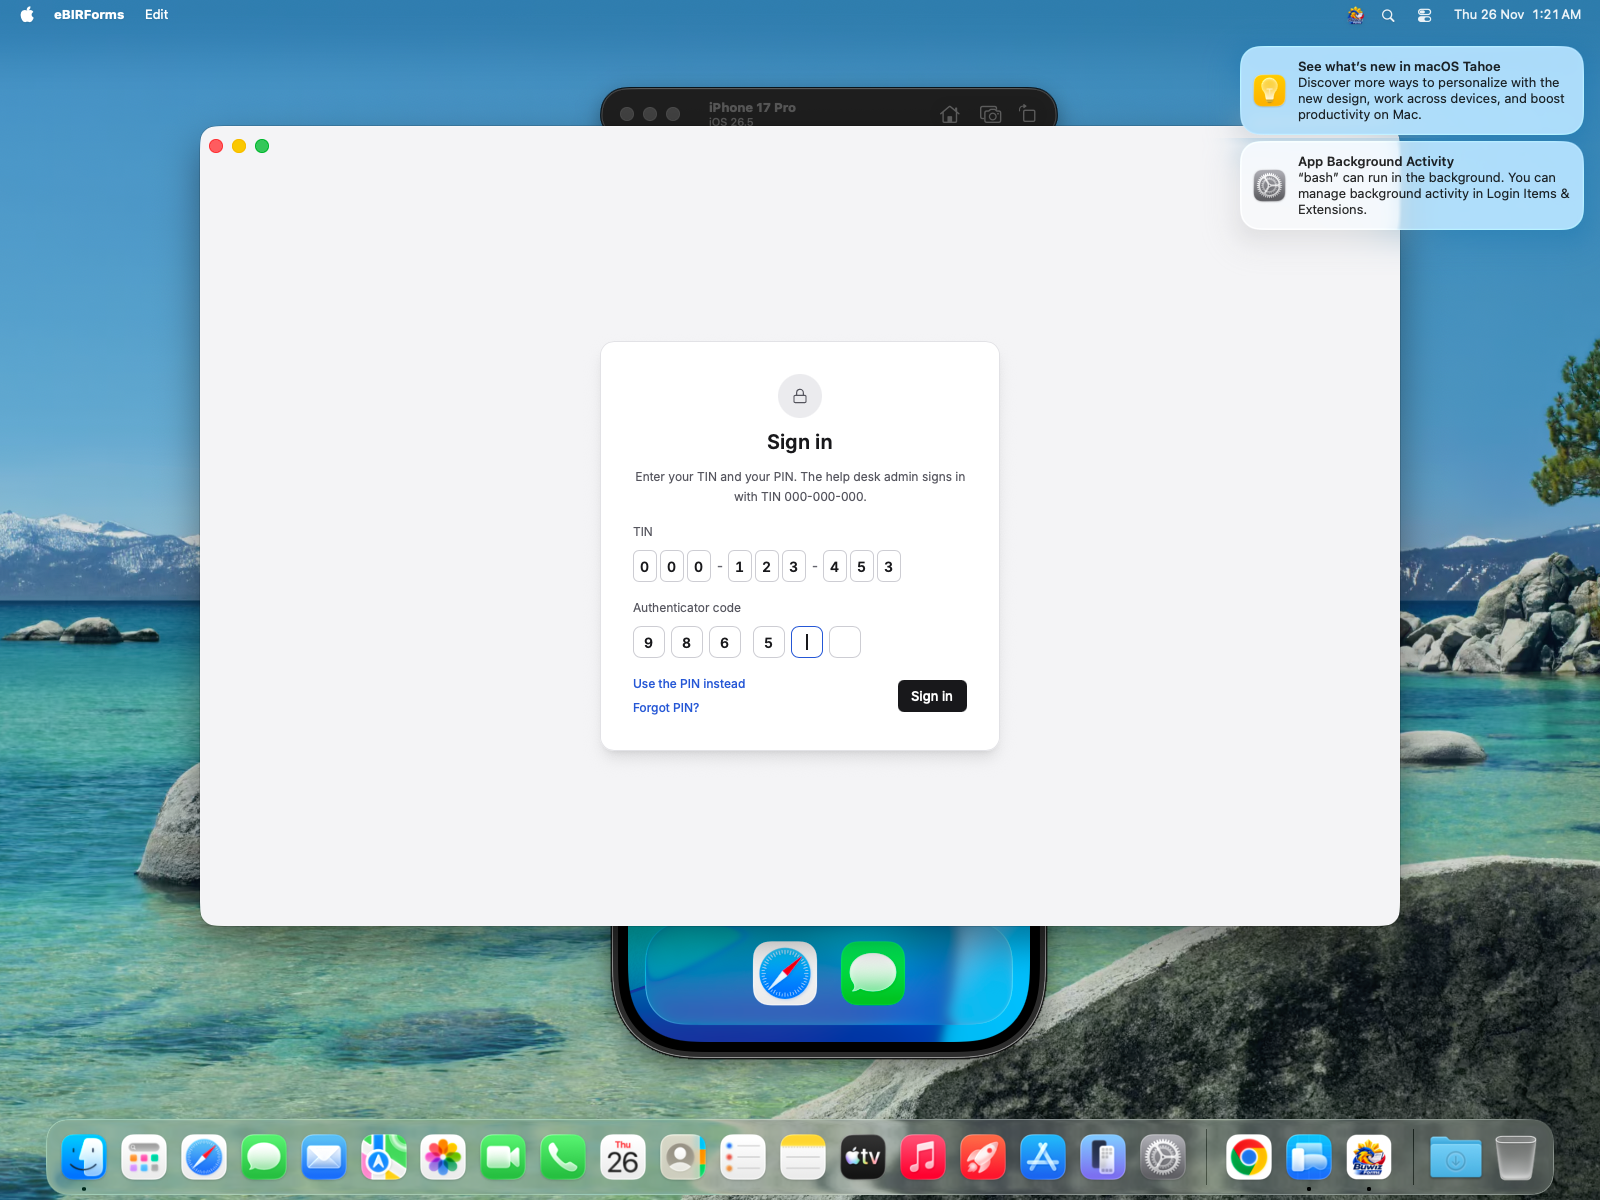 eBIRForms Edit
Thu 26 Nov 1:21 AM
See what's new in macOS Tahoe
Discover more ways to personalize with the
new design, work across devices, and boost
productivity on Mac.
App Background Activity
“bash” can run in the background. You can
manage background activity in Login Items &
Extensions.
iPhone 17 Pro
iOS 26.5
Sign in
Enter your TIN and your PIN. The help desk admin signs in
with TIN 000-000-000.
TIN
0 0 0 - 1 2 3 - 4 5 3
Authenticator code
9 8 6 5
Use the PIN instead
Sign in
Forgot PIN?
Thu
26
tv
BUWIZ